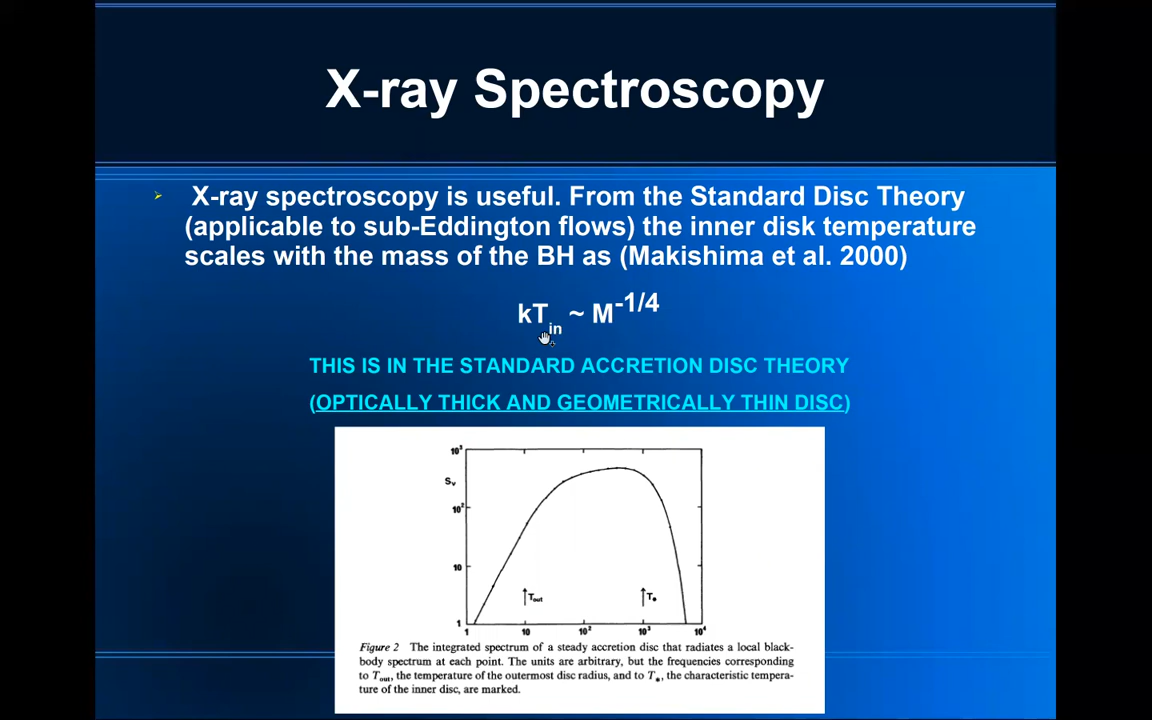 X-ray Spectroscopy
X-ray spectroscopy is useful. From the Standard Disc Theory
(applicable to sub-Eddington flows) the inner disk temperature
scales with the mass of the BH as (Makishima et al. 2000)
kTin ~ M-1/4
THIS IS IN THE STANDARD ACCRETION DISC THEORY
(OPTICALLY THICK AND GEOMETRICALLY THIN DISC)
10³
Sν
10²
10
1
Tout
T*
1 10 10² 10³ 10⁴
Figure 2 The integrated spectrum of a steady accretion disc that radiates a local black-
body spectrum at each point. The units are arbitrary, but the frequencies corresponding
to Tout, the temperature of the outermost disc radius, and to T*, the characteristic tempera-
ture of the inner disc, are marked.